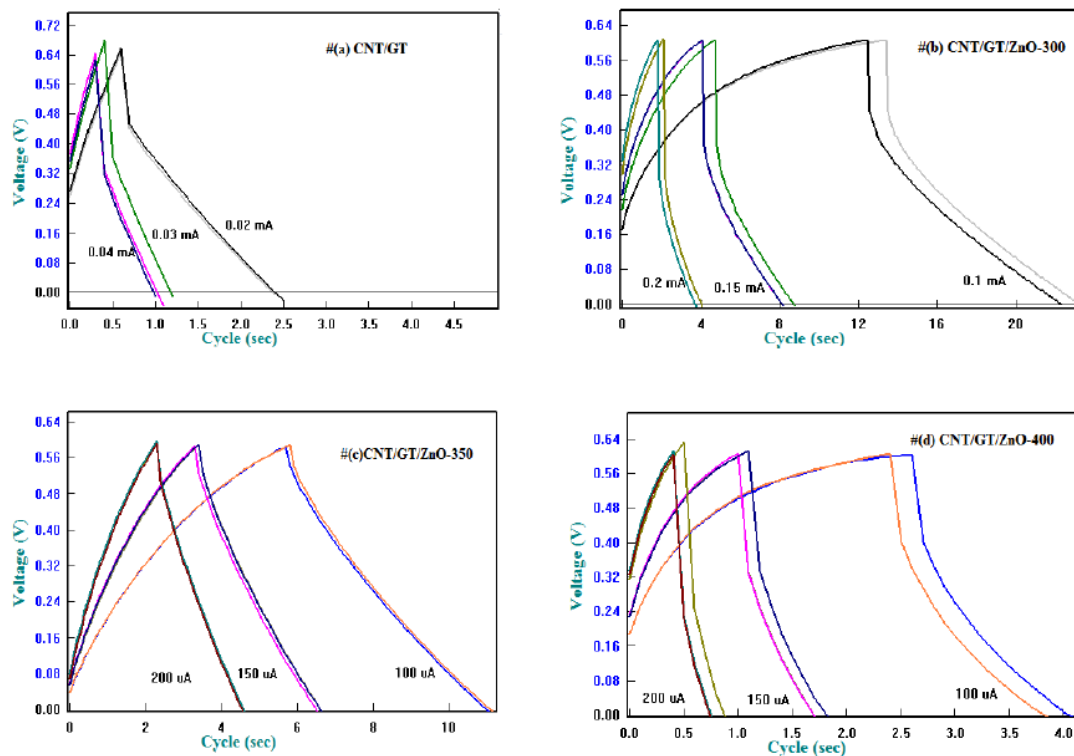 #(a) CNT/GT
Voltage (V)
0.72
0.64
0.56
0.48
0.40
0.32
0.24
0.16
0.08
0.00
0.02 mA
0.03 mA
0.04 mA
0.0 0.5 1.0 1.5 2.0 2.5 3.0 3.5 4.0 4.5
Cycle (sec)
#(b) CNT/GT/ZnO-300
Voltage (V)
0.64
0.56
0.48
0.40
0.32
0.24
0.16
0.08
0.00
0.2 mA
0.15 mA
0.1 mA
0 4 8 12 16 20
Cycle (sec)
#(c)CNT/GT/ZnO-350
Voltage (V)
0.64
0.56
0.48
0.40
0.32
0.24
0.16
0.08
0.00
200 uA
150 uA
100 uA
0 2 4 6 8 10
Cycle (sec)
#(d) CNT/GT/ZnO-400
Voltage (V)
0.64
0.56
0.48
0.40
0.32
0.24
0.16
0.08
0.00
200 uA
150 uA
100 uA
0.0 0.5 1.0 1.5 2.0 2.5 3.0 3.5 4.0
Cycle (sec)